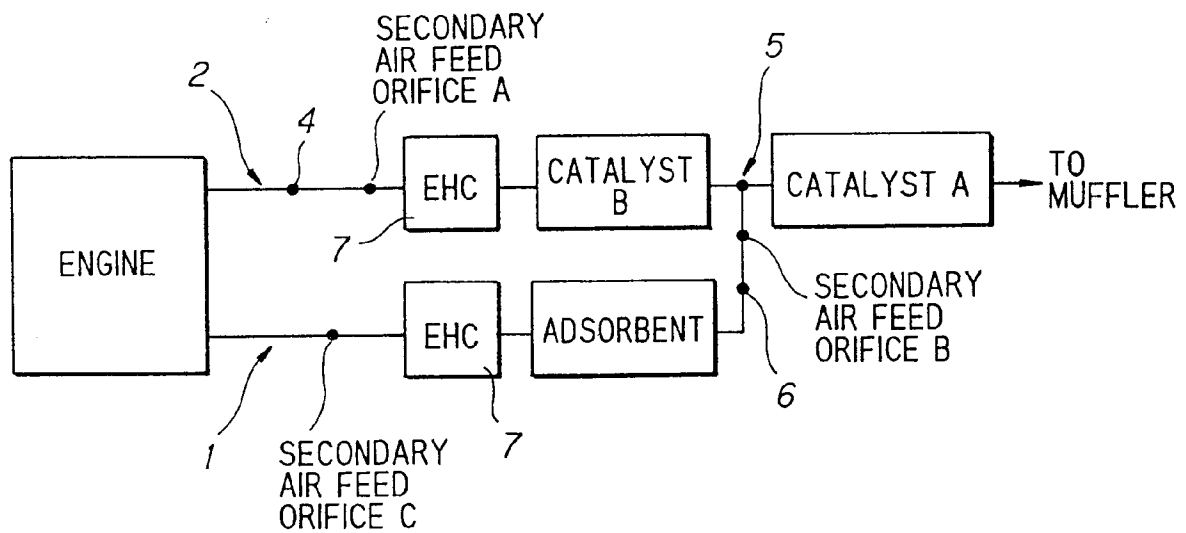 SECONDARY
AIR FEED
ORIFICE A
5
2
4
ENGINE
EHC
CATALYST
B
CATALYST A
TO
MUFFLER
7
EHC
ADSORBENT
SECONDARY
AIR FEED
ORIFICE B
1
7
6
SECONDARY
AIR FEED
ORIFICE C